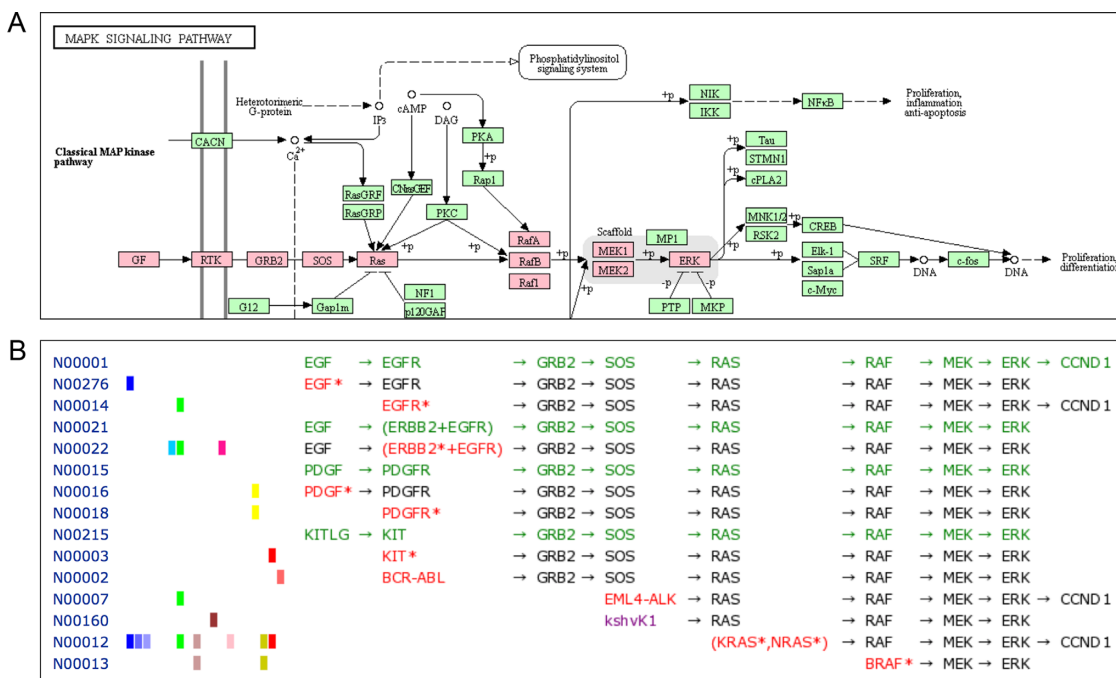 A
MAPK SIGNALING PATHWAY
Phosphatidylinositol
signaling system
Heterotorimeric
G-protein
IP3
cAMP
DAG
NIK
IKK
NFκB
Proliferation,
inflammation
anti-apoptosis
CACN
Ca2+
PKA
+p
Rap1
Classical MAP kinase
pathway
RasGRF
RasGRP
CNrasGEF
PKC
+p
Tau
STMN1
cPLA2
+p
+p
MNK1/2
RSK2
+p
CREB
Scaffold
MP1
GF
RTK
GRB2
SOS
Ras
+p
+p
RafA
RafB
Raf1
+p
MEK1
MEK2
+p
ERK
+p
+p
Elk-1
Sap1a
c-Myc
SRF
DNA
c-fos
DNA
Proliferation,
differentiation
G12
Gap1m
NF1
p120GAP
+p
-p
-p
PTP
MKP
B
N00001 EGF → EGFR → GRB2 → SOS → RAS → RAF → MEK → ERK → CCND1
N00276 EGF* → EGFR → GRB2 → SOS → RAS → RAF → MEK → ERK
N00014 EGFR* → GRB2 → SOS → RAS → RAF → MEK → ERK → CCND1
N00021 EGF → (ERBB2+EGFR) → GRB2 → SOS → RAS → RAF → MEK → ERK
N00022 EGF → (ERBB2*+EGFR) → GRB2 → SOS → RAS → RAF → MEK → ERK
N00015 PDGF → PDGFR → GRB2 → SOS → RAS → RAF → MEK → ERK
N00016 PDGF* → PDGFR → GRB2 → SOS → RAS → RAF → MEK → ERK
N00018 PDGFR* → GRB2 → SOS → RAS → RAF → MEK → ERK
N00215 KITLG → KIT → GRB2 → SOS → RAS → RAF → MEK → ERK
N00003 KIT* → GRB2 → SOS → RAS → RAF → MEK → ERK
N00002 BCR-ABL → GRB2 → SOS → RAS → RAF → MEK → ERK
N00007 EML4-ALK → RAS → RAF → MEK → ERK → CCND1
N00160 kshvK1 → RAS → RAF → MEK → ERK
N00012 (KRAS*,NRAS*) → RAF → MEK → ERK → CCND1
N00013 BRAF* → MEK → ERK